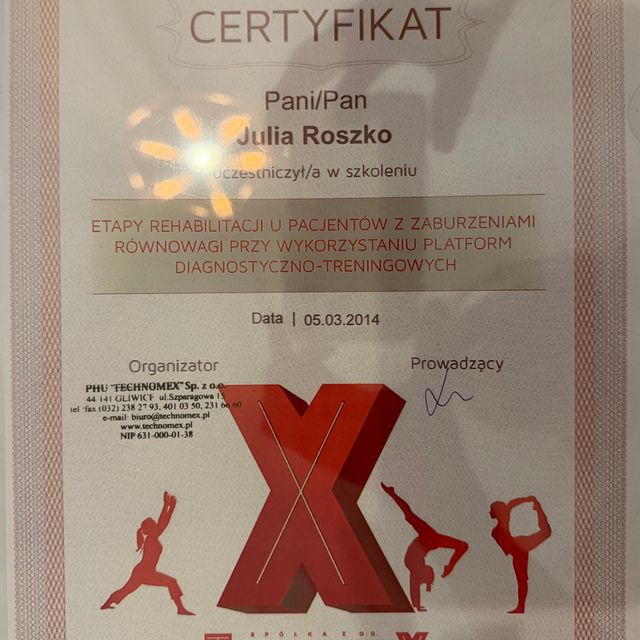 CERTYFIKAT
Pani/Pan
Julia Roszko
uczestniczył/a w szkoleniu
ETAPY REHABILITACJI U PACJENTÓW Z ZABURZENIAMI
RÓWNOWAGI PRZY WYKORZYSTANIU PLATFORM
DIAGNOSTYCZNO-TRENINGOWYCH
Data | 05.03.2014
Organizator
Prowadzący
PHU "TECHNOMEX" Sp. z o.o.
44 141 GLIWICE ul.Szparagowa
tel fax (032) 238 27 93, 401 03 50, 231 66 60
e-mail: biuro@technomex.pl
www.technomex.pl
NIP 631-000-01-38
X
SPÓŁKA Z O.O.